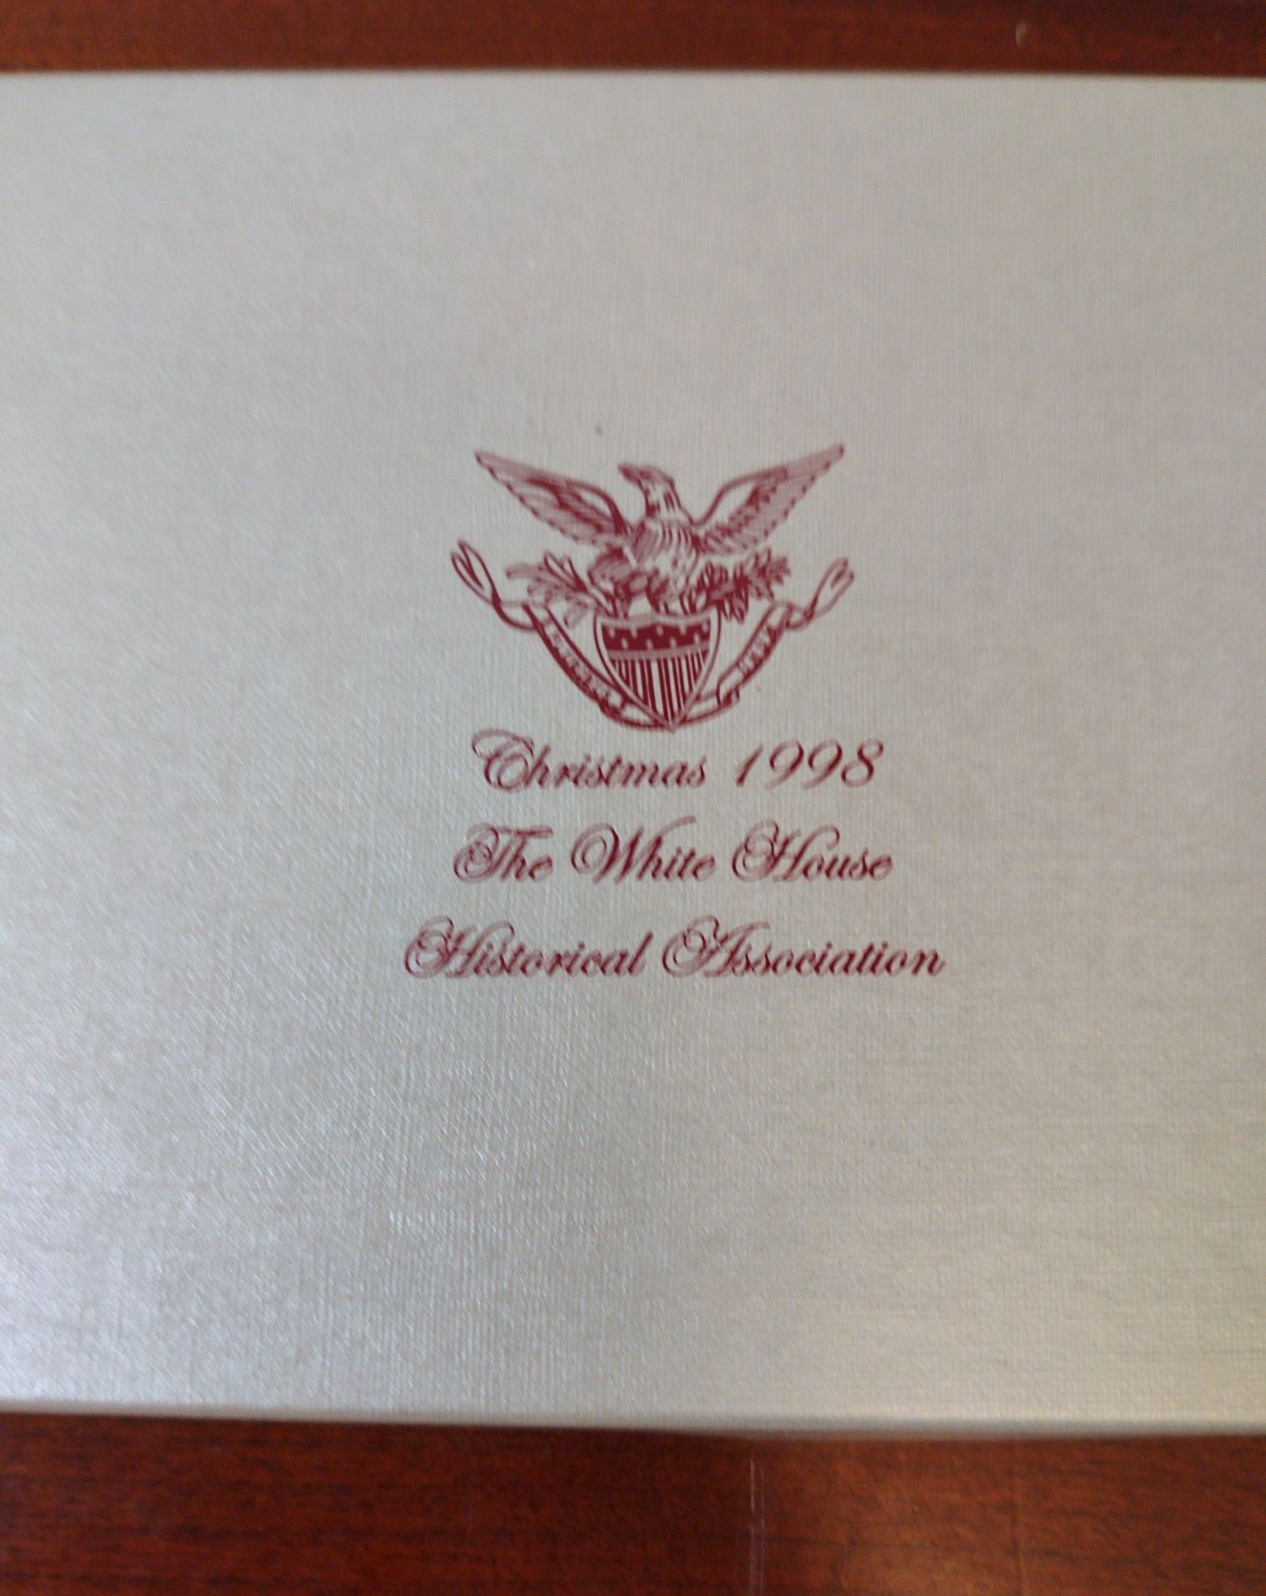 Christmas 1998
The White House
Historical Association